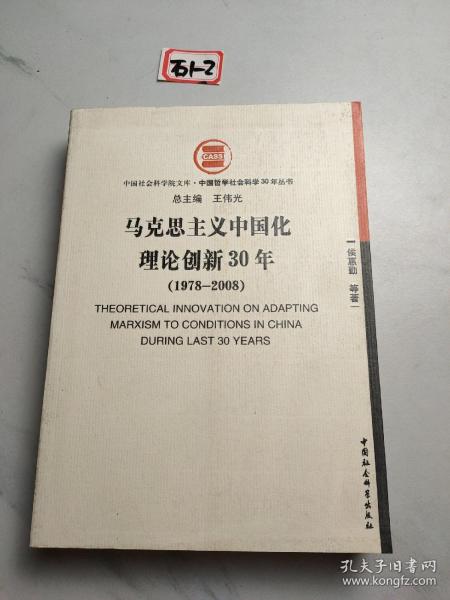 石1-2
CASS
中国社会科学院文库·中国哲学社会科学30年丛书
总主编 王伟光
马克思主义中国化
理论创新30年
(1978-2008)
THEORETICAL INNOVATION ON ADAPTING
MARXISM TO CONDITIONS IN CHINA
DURING LAST 30 YEARS
侯惠勤 等著
中国社会科学出版社
孔夫子旧书网
www.kongfz.com